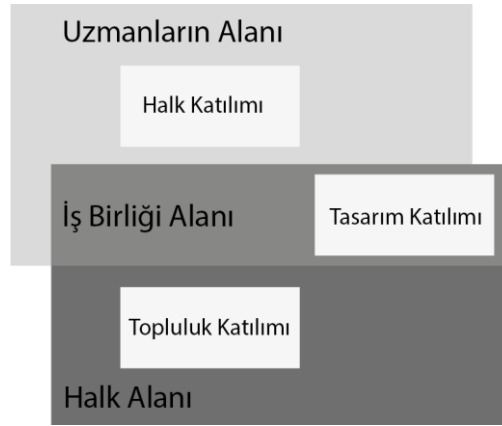 Uzmanların Alanı
Halk Katılımı
İş Birliği Alanı
Tasarım Katılımı
Topluluk Katılımı
Halk Alanı